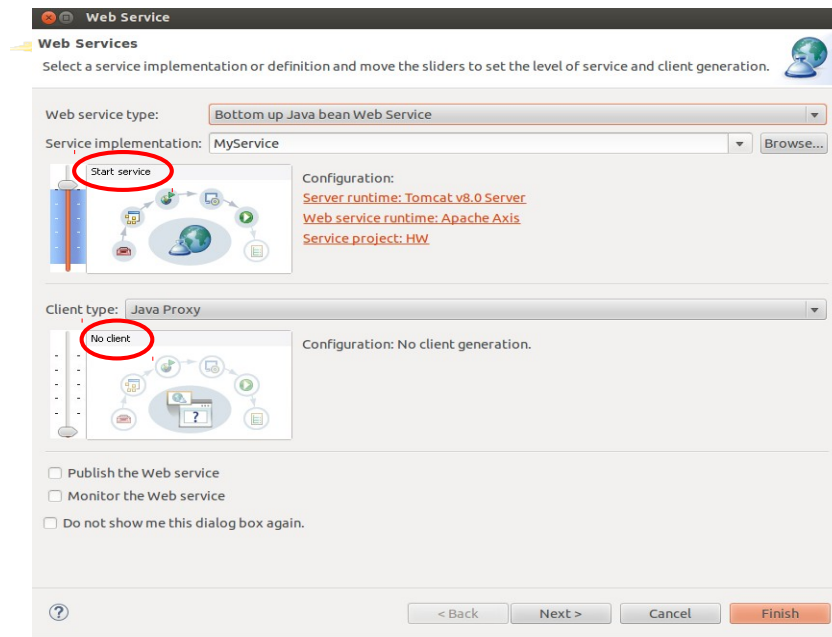 Web Service
Web Services
Select a service implementation or definition and move the sliders to set the level of service and client generation.
Web service type: Bottom up Java bean Web Service
Service implementation: MyService Browse...
Start service
Configuration:
Server runtime: Tomcat v8.0 Server
Web service runtime: Apache Axis
Service project: HW
Client type: Java Proxy
No client
Configuration: No client generation.
?
Publish the Web service
Monitor the Web service
Do not show me this dialog box again.
? < Back Next > Cancel Finish